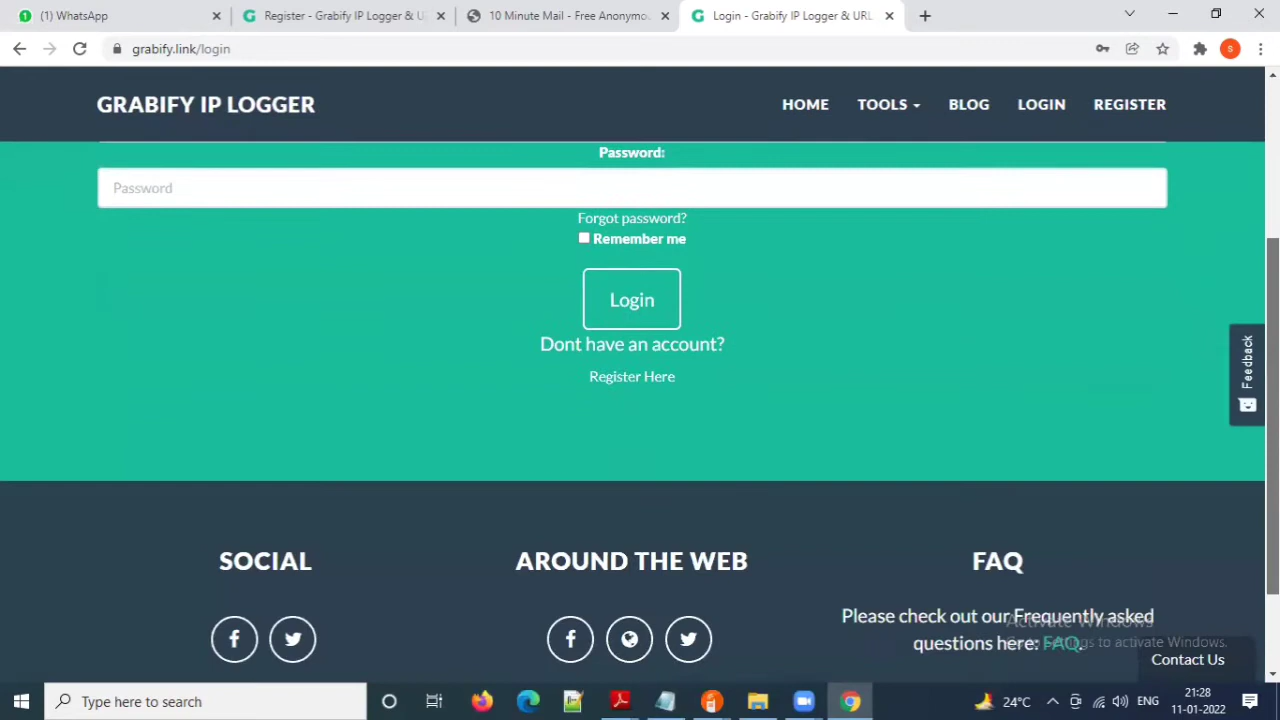 (1) WhatsApp
Register - Grabify IP Logger & U
10 Minute Mail - Free Anonymo
Login - Grabify IP Logger & URL
grabify.link/login
S
GRABIFY IP LOGGER
HOME
TOOLS
BLOG
LOGIN
REGISTER
Password:
Password
Forgot password?
Remember me
Login
Dont have an account?
Register Here
Feedback
SOCIAL
AROUND THE WEB
FAQ
Please check out our Frequently asked
questions here: FAQ.
Activate Windows
Go to Settings to activate Windows.
Contact Us
Type here to search
24°C
ENG
21:28
11-01-2022